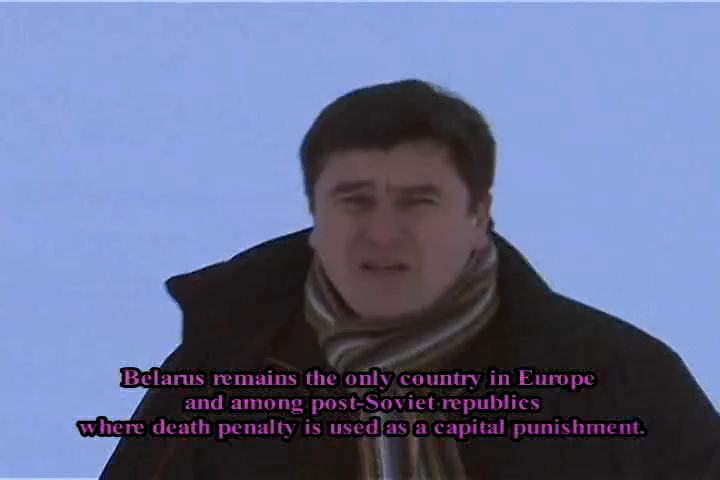 Belarus remains the only country in Europe
and among post-Soviet republics
where death penalty is used as a capital punishment.